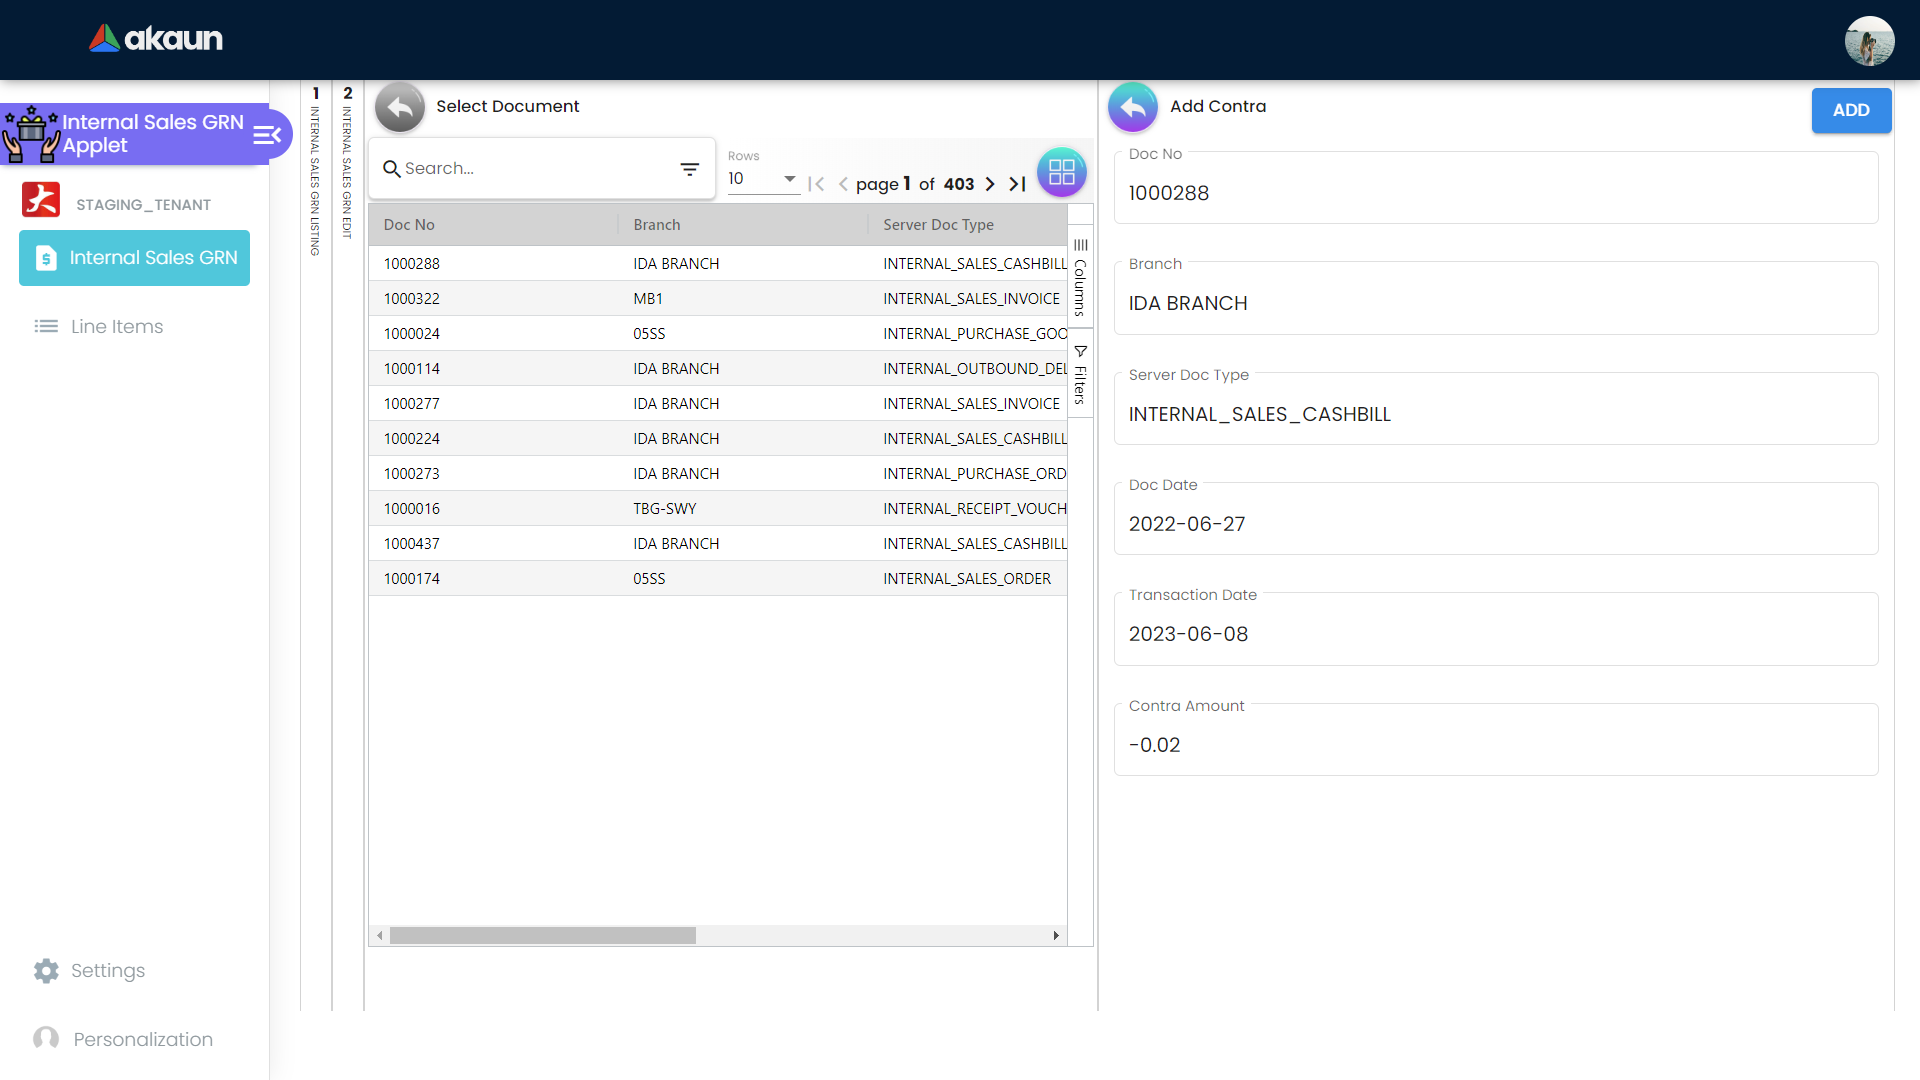 akaun
Internal Sales GRN
Applet
STAGING_TENANT
Internal Sales GRN
Line Items
Settings
Personalization
1
INTERNAL SALES GRN LISTING
2
INTERNAL SALES GRN EDIT
Select Document
Search...
Rows
10
page 1 of 403
Doc No Branch Server Doc Type
1000288 IDA BRANCH INTERNAL_SALES_CASHBILL
1000322 MB1 INTERNAL_SALES_INVOICE
1000024 05SS INTERNAL_PURCHASE_GOO
1000114 IDA BRANCH INTERNAL_OUTBOUND_DEL
1000277 IDA BRANCH INTERNAL_SALES_INVOICE
1000224 IDA BRANCH INTERNAL_SALES_CASHBILL
1000273 IDA BRANCH INTERNAL_PURCHASE_ORD
1000016 TBG-SWY INTERNAL_RECEIPT_VOUCH
1000437 IDA BRANCH INTERNAL_SALES_CASHBILL
1000174 05SS INTERNAL_SALES_ORDER
Columns
Filters
Add Contra
ADD
Doc No
1000288
Branch
IDA BRANCH
Server Doc Type
INTERNAL_SALES_CASHBILL
Doc Date
2022-06-27
Transaction Date
2023-06-08
Contra Amount
-0.02